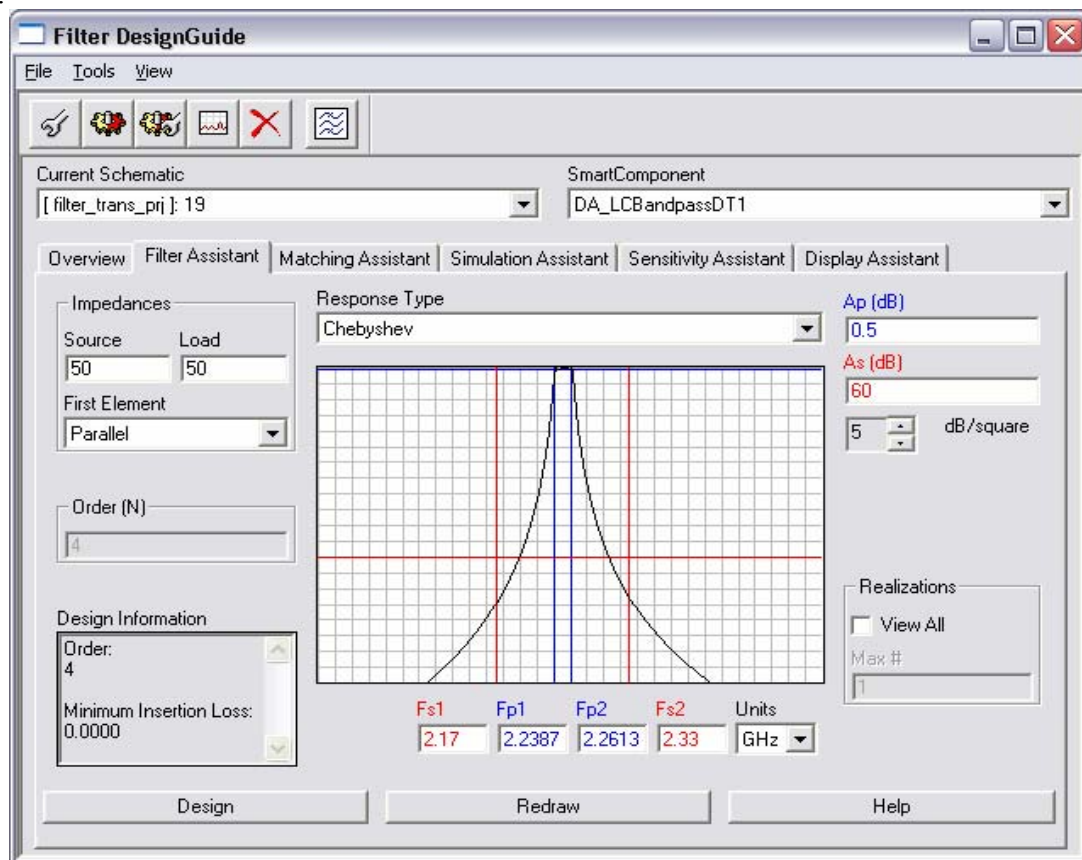 Filter DesignGuide
File Tools View
Current Schematic
SmartComponent
[ filter_trans_prj ]: 19
DA_LCBandpassDT1
Overview Filter Assistant Matching Assistant Simulation Assistant Sensitivity Assistant Display Assistant
Impedances
Source Load
50 50
First Element
Parallel
Order (N)
4
Design Information
Order:
4
Minimum Insertion Loss:
0.0000
Response Type
Chebyshev
Fs1 Fp1 Fp2 Fs2 Units
2.17 2.2387 2.2613 2.33 GHz
Ap (dB)
0.5
As (dB)
60
5 dB/square
Realizations
View All
Max #
1
Design Redraw Help